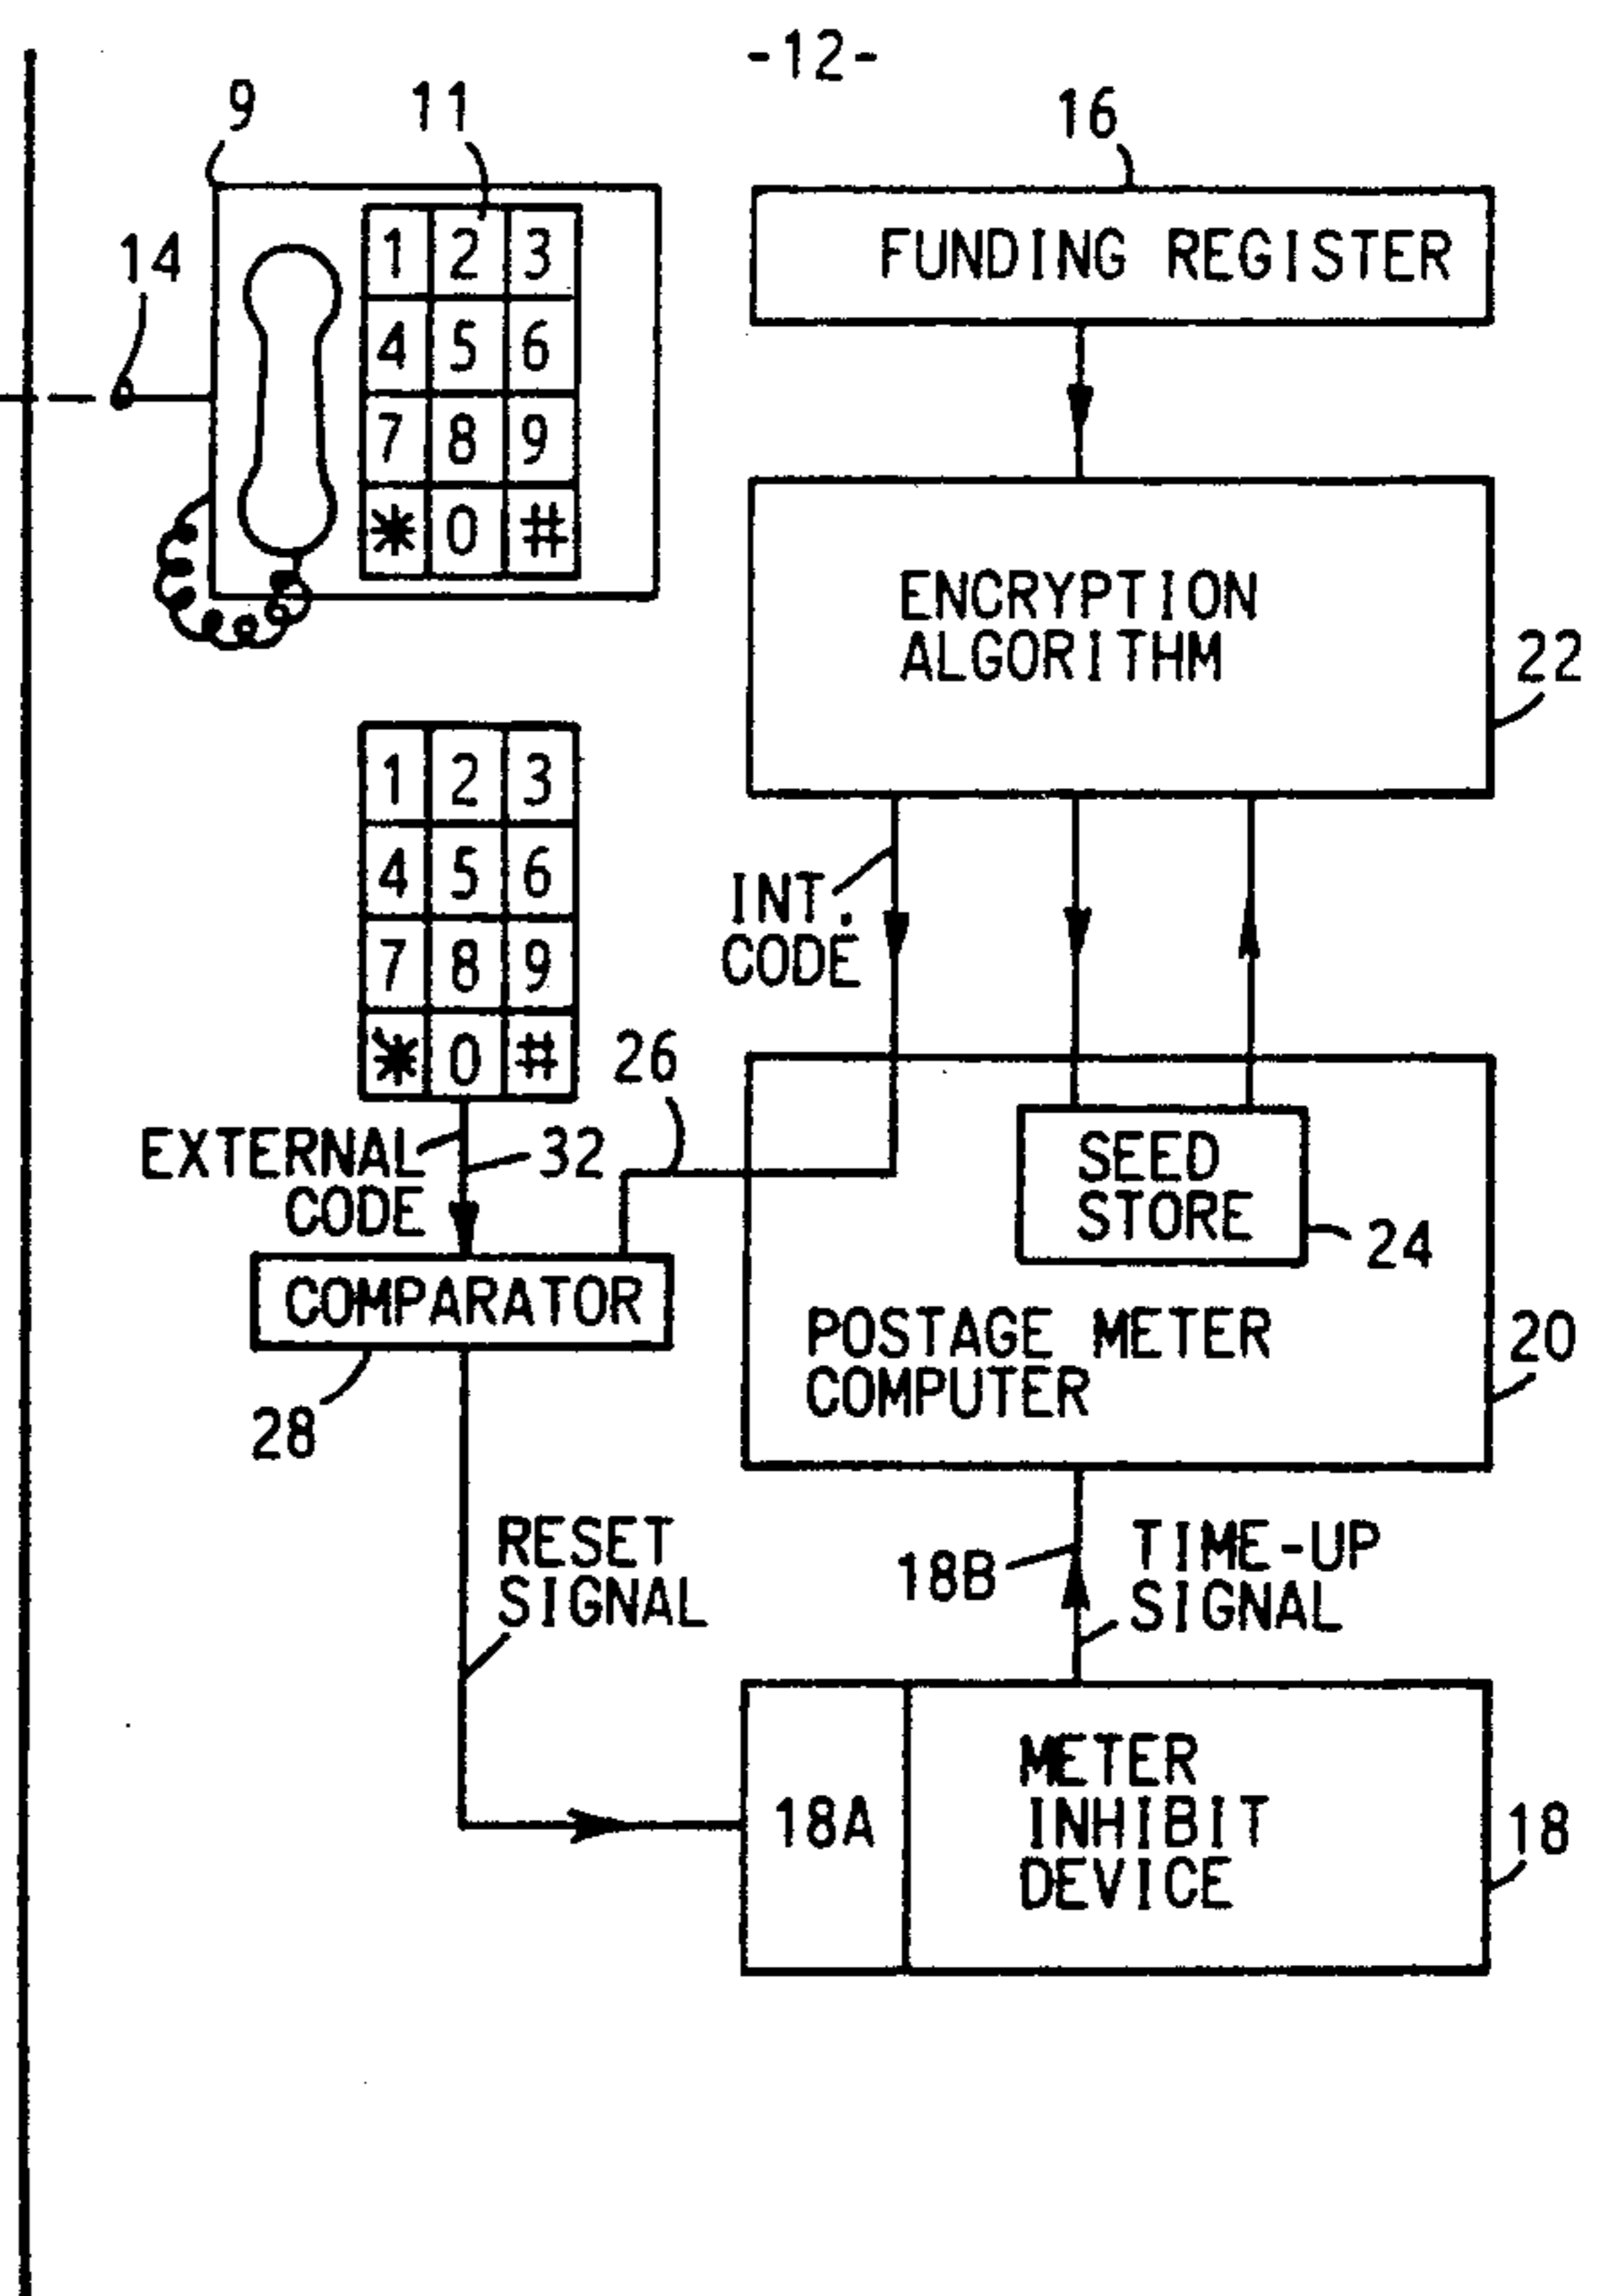 -12-
9
11
16
14
1 2 3
4 5 6
7 8 9
* 0 #
FUNDING REGISTER
ENCRYPTION
ALGORITHM
22
1 2 3
4 5 6
7 8 9
* 0 #
INT.
CODE
26
EXTERNAL
CODE
32
SEED
STORE
24
COMPARATOR
28
POSTAGE METER
COMPUTER
20
RESET
SIGNAL
18B
TIME-UP
SIGNAL
18A
METER
INHIBIT
DEVICE
18